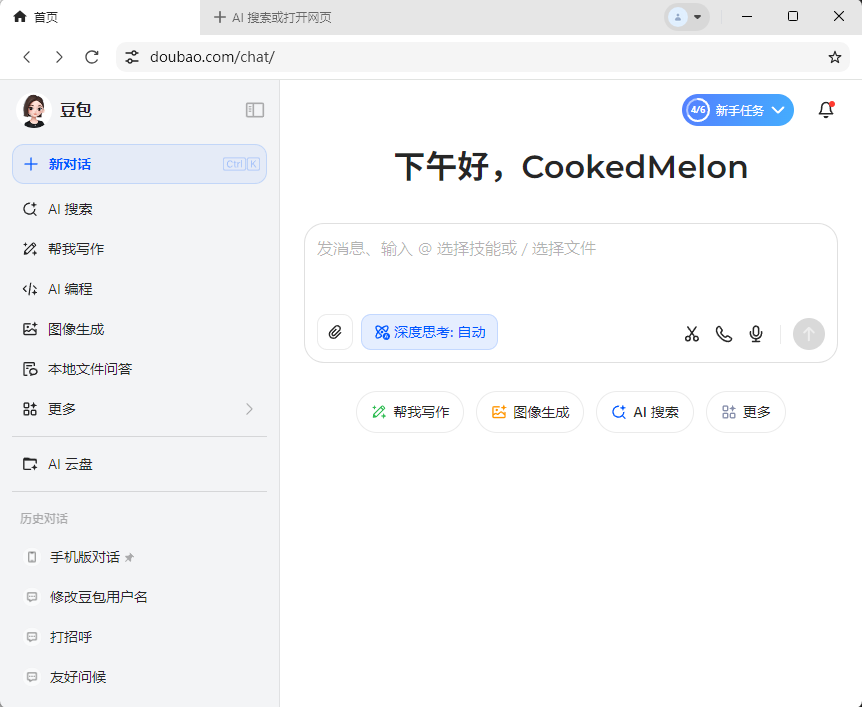 首页
AI 搜索或打开网页
doubao.com/chat/
豆包
4/6 新手任务
新对话 Ctrl K
AI 搜索
帮我写作
AI 编程
图像生成
本地文件问答
更多
AI 云盘
历史对话
手机版对话
修改豆包用户名
打招呼
友好问候
下午好，CookedMelon
发消息、输入 @ 选择技能或 / 选择文件
深度思考: 自动
帮我写作 图像生成 AI 搜索 更多